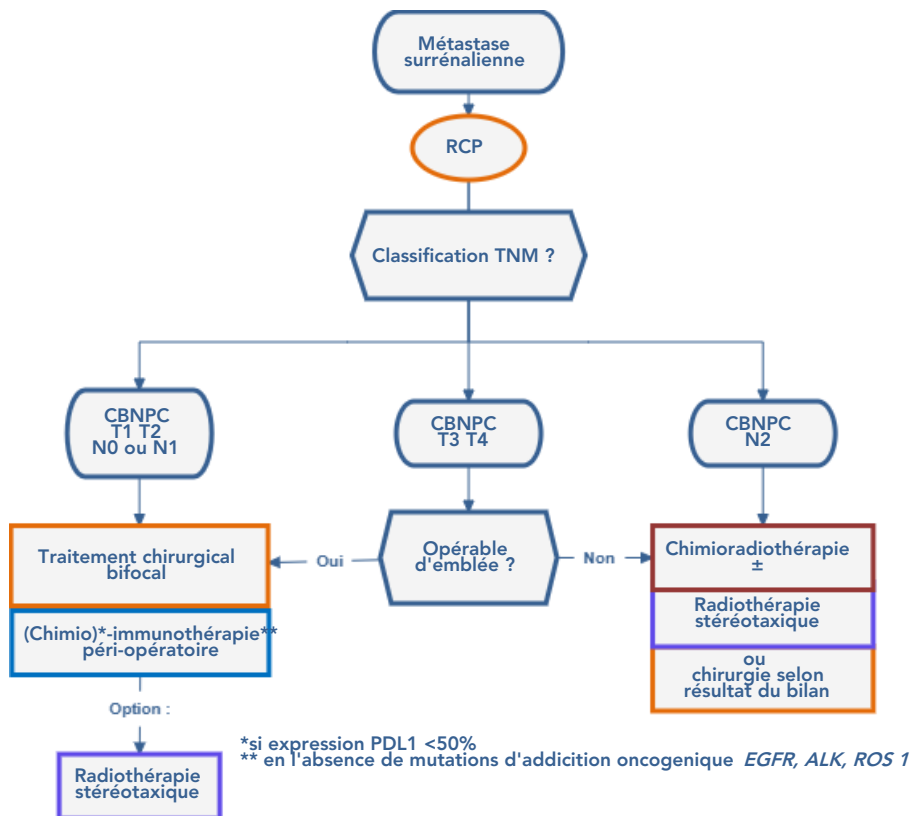 Métastase
surrénalienne
RCP
Classification TNM ?
CBNPC
T1 T2
N0 ou N1
CBNPC
T3 T4
CBNPC
N2
Traitement chirurgical
bifocal
Oui
Opérable
d'emblée ?
Non
Chimioradiothérapie
±
(Chimio)*-immunothérapie**
péri-opératoire
Radiothérapie
stéréotaxique
ou
chirurgie selon
résultat du bilan
Option :
Radiothérapie
stéréotaxique
*si expression PDL1 <50%
** en l'absence de mutations d'addicition oncogenique EGFR, ALK, ROS 1